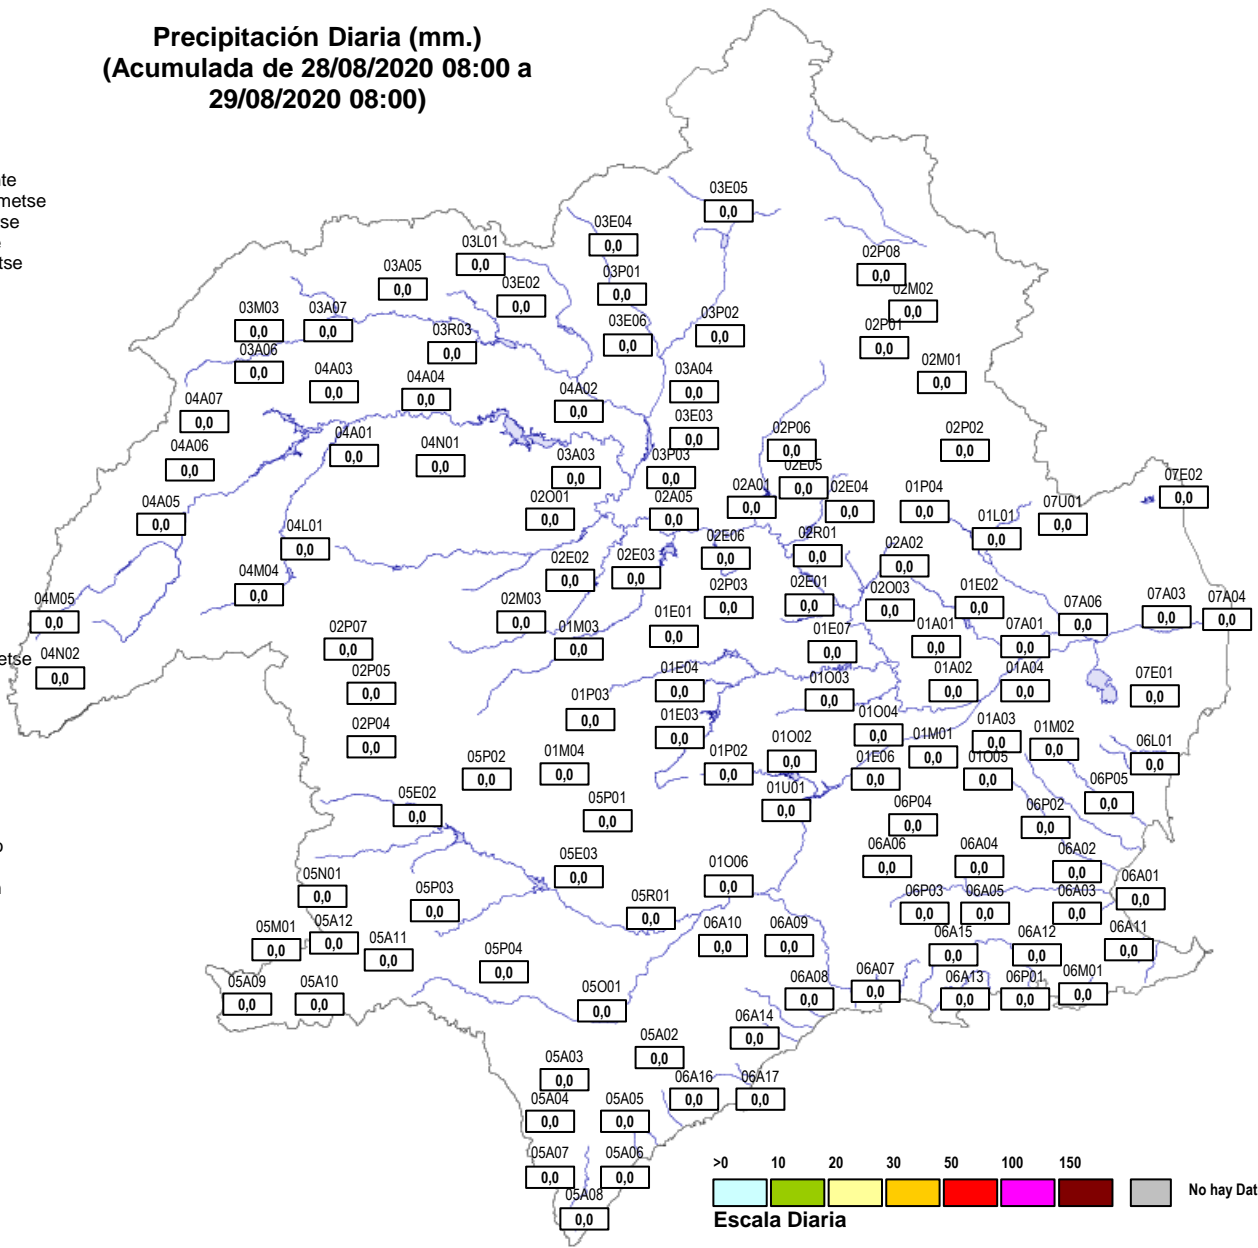 Precipitación Diaria (mm.)
(Acumulada de 28/08/2020 08:00 a
29/08/2020 08:00)
te
metse
se
tse
etse
03E05
0,0
03E04
0,0
03L01
0,0
02P08
0,0
03A05
0,0
03P01
0,0
03E02
0,0
02M02
0,0
03M03
0,0
03A07
0,0
03P02
0,0
03E06
0,0
03R03
0,0
02P01
0,0
03A06
0,0
02M01
0,0
04A03
0,0
04A04
0,0
03A04
0,0
04A02
0,0
04A07
0,0
03E03
0,0
02P06
0,0
02P02
0,0
04A01
0,0
04N01
0,0
04A06
0,0
03A03
0,0
03P03
0,0
02E05
0,0
07E02
0,0
02A01
0,0
02E04
0,0
01P04
0,0
04A05
0,0
02O01
0,0
02A05
0,0
07U01
0,0
01L01
0,0
04L01
0,0
02E06
0,0
02R01
0,0
02A02
0,0
02E02
0,0
02E03
0,0
04M04
0,0
02P03
0,0
02E01
0,0
02O03
0,0
01E02
0,0
04M05
0,0
02M03
0,0
07A06
0,0
07A03
0,0
07A04
0,0
01E01
0,0
01M03
0,0
02P07
0,0
01E07
0,0
01A01
0,0
07A01
0,0
04N02
0,0
02P05
0,0
01E04
0,0
01O03
0,0
01A02
0,0
01A04
0,0
07E01
0,0
01P03
0,0
01E03
0,0
02P04
0,0
01O04
0,0
01A03
0,0
01M02
0,0
01M01
0,0
06L01
0,0
05P02
0,0
01M04
0,0
01P02
0,0
01O02
0,0
01E06
0,0
01O05
0,0
05E02
0,0
05P01
0,0
01U01
0,0
06P04
0,0
06P02
0,0
06P05
0,0
05E03
0,0
06A06
0,0
06A04
0,0
06A02
0,0
05N01
0,0
05P03
0,0
01O06
0,0
06A01
0,0
05R01
0,0
06P03
0,0
06A05
0,0
06A03
0,0
05M01
0,0
05A12
0,0
05A11
0,0
06A10
0,0
06A09
0,0
06A15
0,0
06A12
0,0
06A11
0,0
05P04
0,0
05A09
0,0
05A10
0,0
05O01
0,0
06A08
0,0
06A07
0,0
06A13
0,0
06P01
0,0
06M01
0,0
05A02
0,0
06A14
0,0
05A03
0,0
06A16
0,0
06A17
0,0
05A04
0,0
05A05
0,0
05A07
0,0
05A06
0,0
05A08
0,0
>0 10 20 30 50 100 150
No hay Dat
Escala Diaria